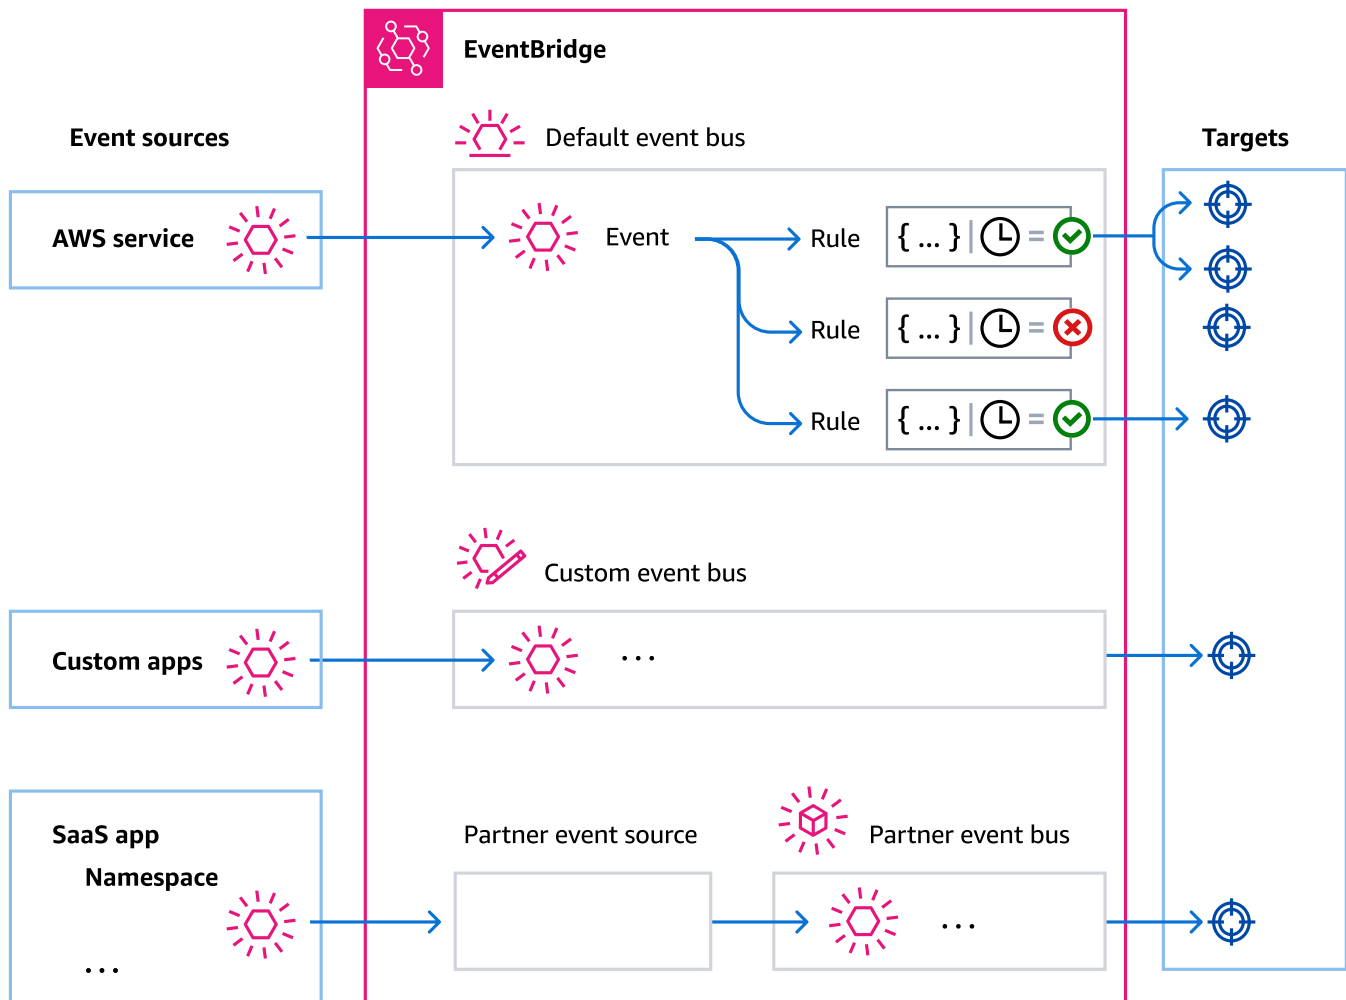 EventBridge
Event sources
Default event bus
Targets
AWS service
Event
Rule
{ ... } | =
Rule
{ ... } | =
Rule
{ ... } | =
Custom event bus
Custom apps
...
SaaS app
Namespace
...
Partner event source
Partner event bus
...